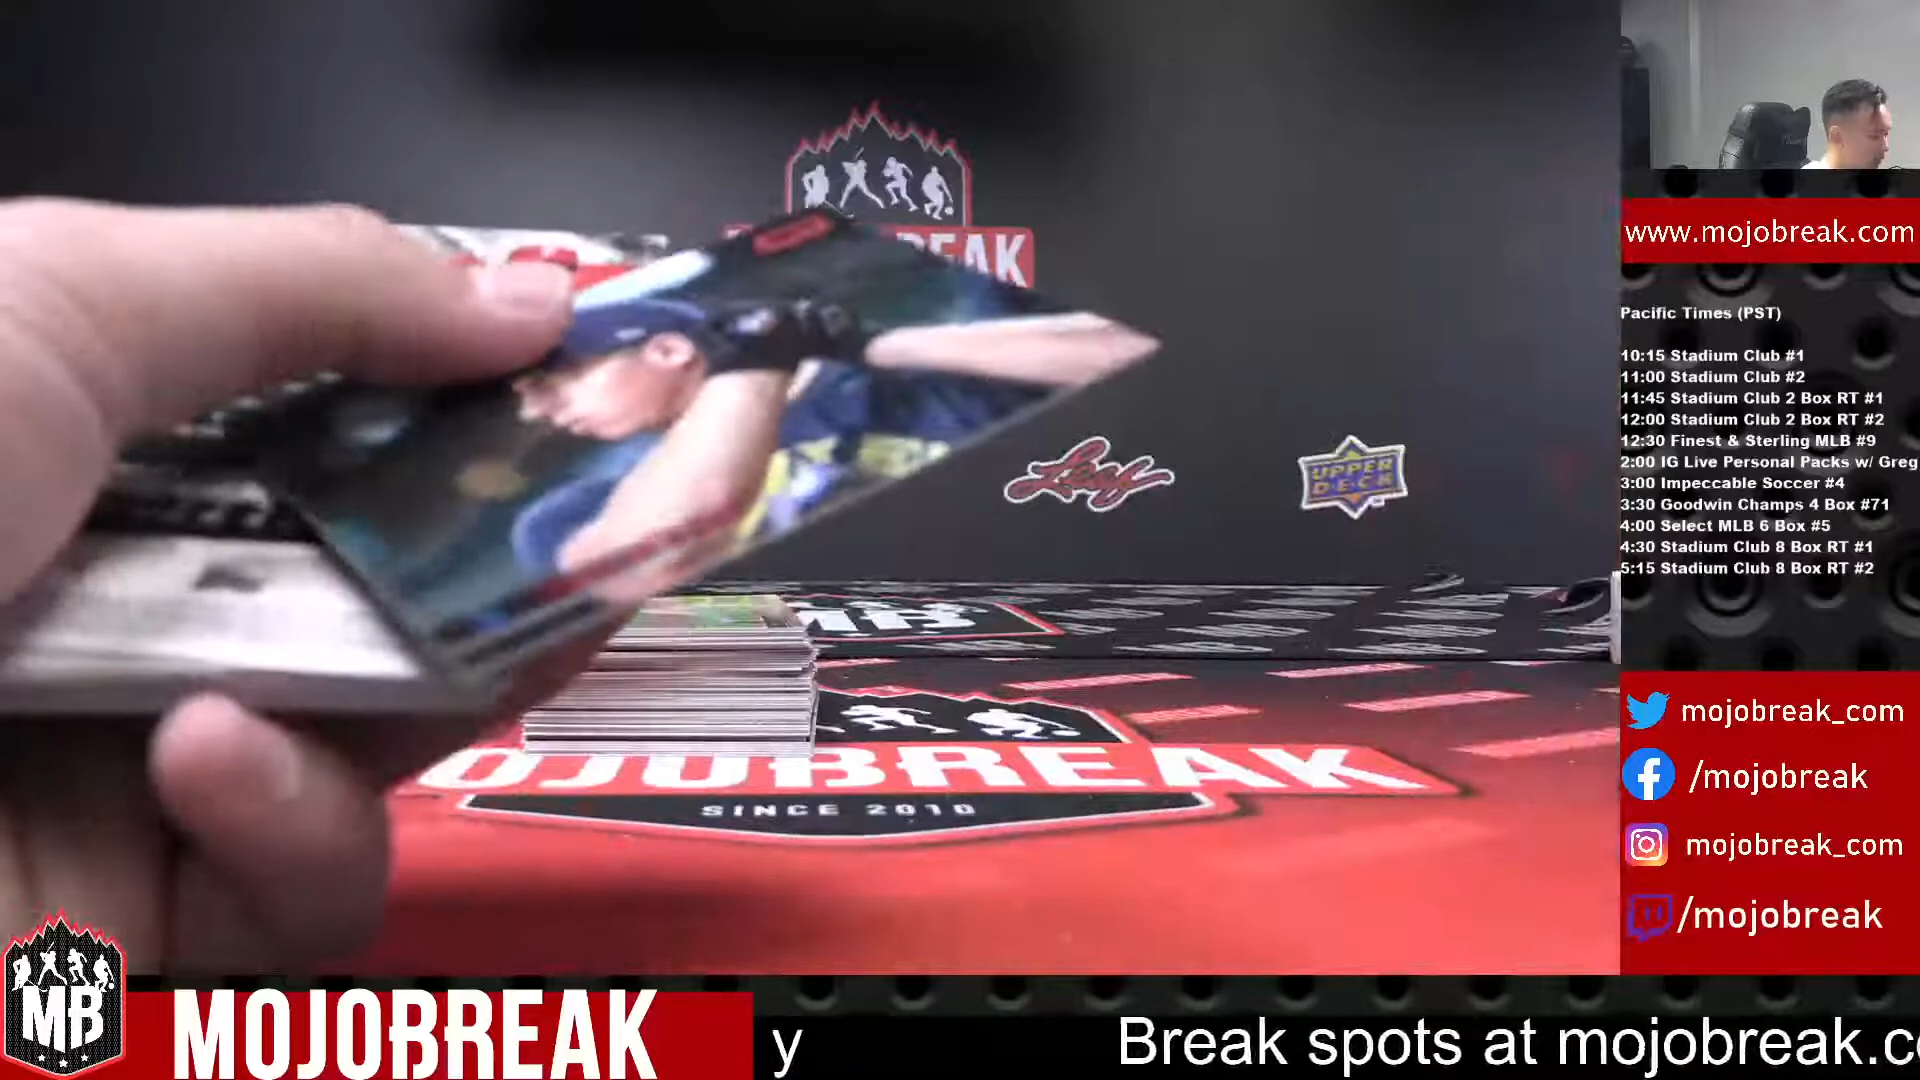 BREAK
www.mojobreak.com
Pacific Times (PST)
10:15 Stadium Club #1
11:00 Stadium Club #2
11:45 Stadium Club 2 Box RT #1
12:00 Stadium Club 2 Box RT #2
12:30 Finest & Sterling MLB #9
2:00 IG Live Personal Packs w/ Greg
3:00 Impeccable Soccer #4
3:30 Goodwin Champs 4 Box #71
4:00 Select MLB 6 Box #5
4:30 Stadium Club 8 Box RT #1
5:15 Stadium Club 8 Box RT #2
Leaf
UPPER
DECK
MB
OJOBREAK
SINCE 2010
mojobreak_com
/mojobreak
mojobreak_com
/mojobreak
MB
MOJOBREAK
y Break spots at mojobreak.co